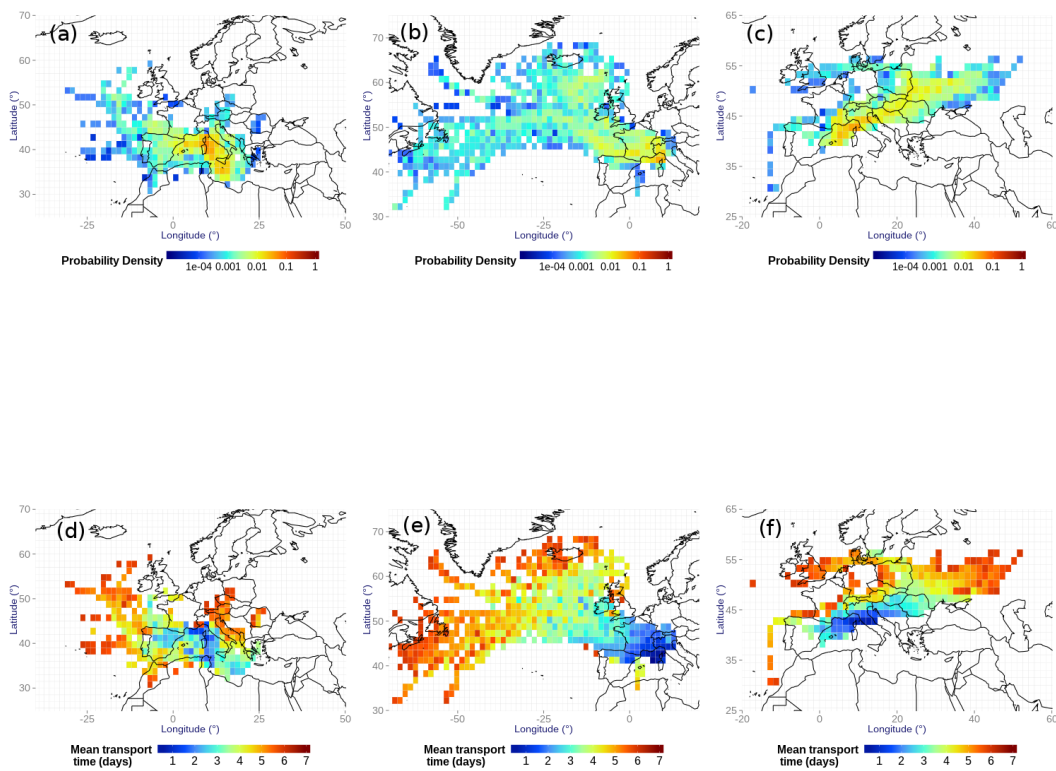 (a)
70
60
50
40
30
Latitude (°)
-25
0
25
50
Longitude (°)
Probability Density
1e-04 0.001 0.01 0.1 1
(b)
70
60
50
40
30
Latitude (°)
-50
-25
0
Longitude (°)
Probability Density
1e-04 0.001 0.01 0.1 1
(c)
65
55
45
35
25
Latitude (°)
-20
0
20
40
60
Longitude (°)
Probability Density
1e-04 0.001 0.01 0.1 1
(d)
70
60
50
40
30
Latitude (°)
-25
0
25
50
Longitude (°)
Mean transport
time (days)
1 2 3 4 5 6 7
(e)
70
60
50
40
30
Latitude (°)
-50
-25
0
Longitude (°)
Mean transport
time (days)
1 2 3 4 5 6 7
(f)
65
55
45
35
25
Latitude (°)
-20
0
20
40
60
Longitude (°)
Mean transport
time (days)
1 2 3 4 5 6 7